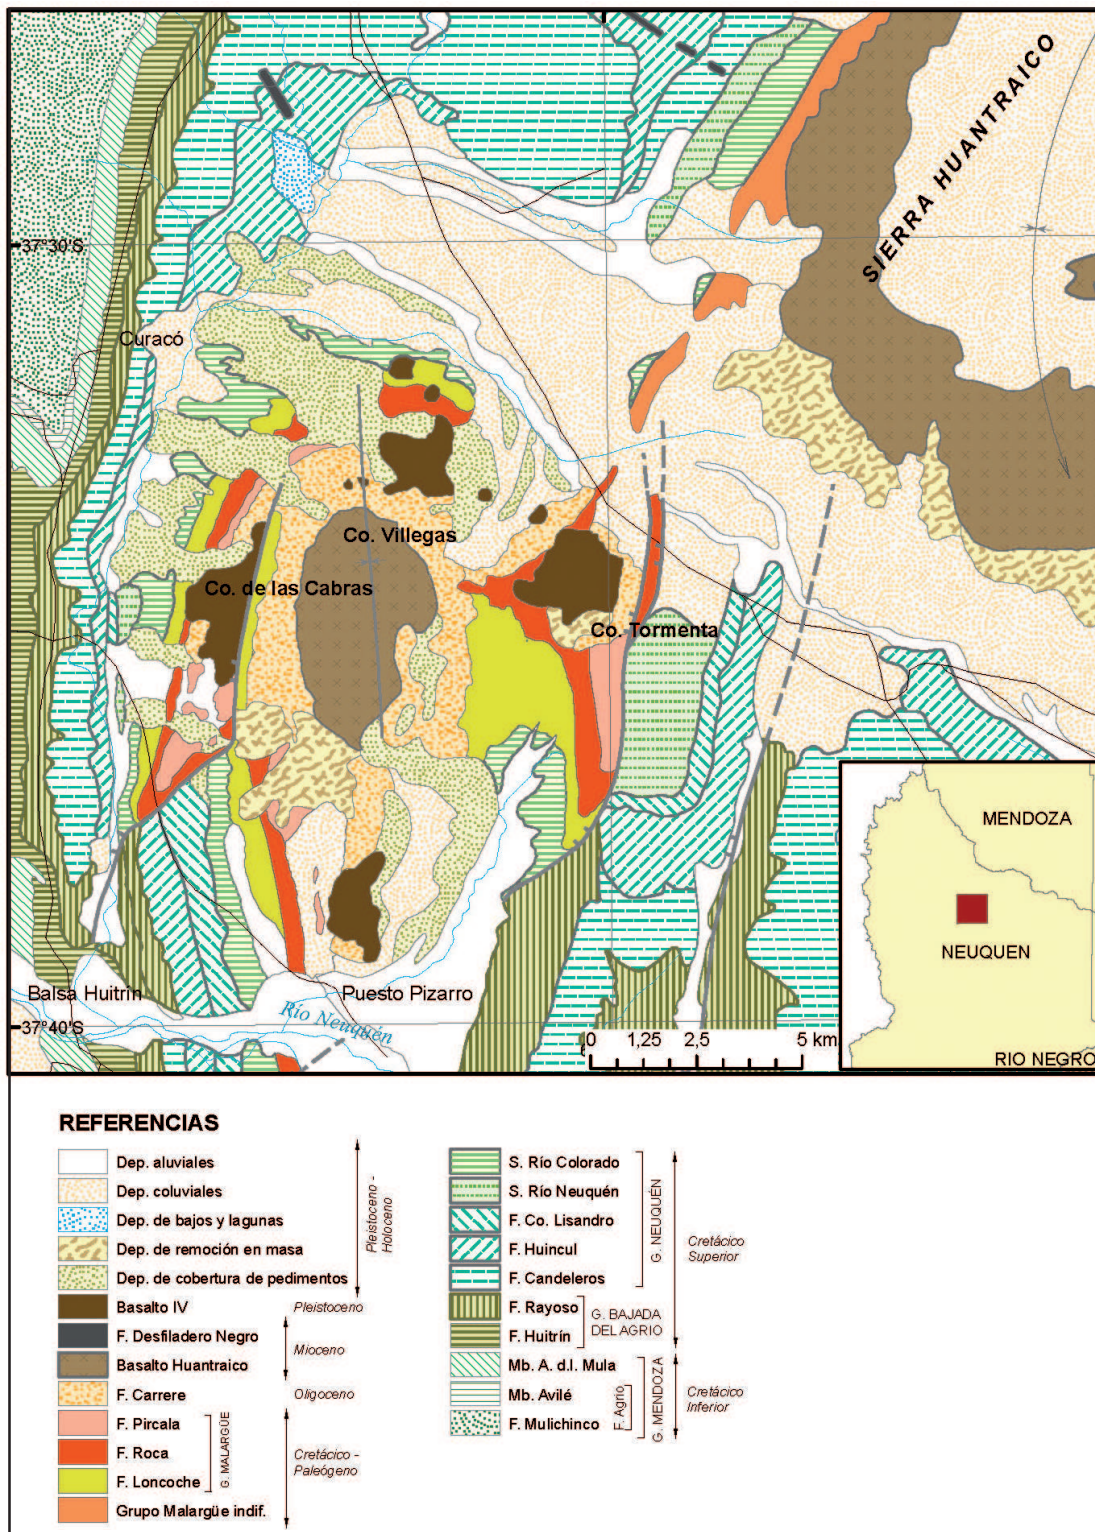 SIERRA HUANTRAICO
37°30'S
Curacó
Co. Villegas
Co. de las Cabras
Co. Tormenta
MENDOZA
NEUQUEN
RIO NEGRO
Balsa Huitrín
Puesto Pizarro
Río Neuquén
37°40'S
0 1,25 2,5 5 km
REFERENCIAS
Dep. aluviales
Dep. coluviales
Dep. de bajos y lagunas
Dep. de remoción en masa
Dep. de cobertura de pedimentos
Pleistoceno -
Holoceno
Basalto IV
Pleistoceno
F. Desfiladero Negro
Basalto Huantraico
Mioceno
F. Carrere
Oligoceno
F. Pircala
F. Roca
F. Loncoche
G. MALARGÜE
Grupo Malargüe indif.
Cretácico -
Paleógeno
S. Río Colorado
S. Río Neuquén
F. Co. Lisandro
F. Huincul
F. Candeleros
G. NEUQUÉN
Cretácico
Superior
F. Rayoso
F. Huitrín
G. BAJADA
DEL AGRIO
Mb. A. d.l. Mula
Mb. Avilé
F. Agrio
F. Mulichinco
G. MENDOZA
Cretácico
Inferior